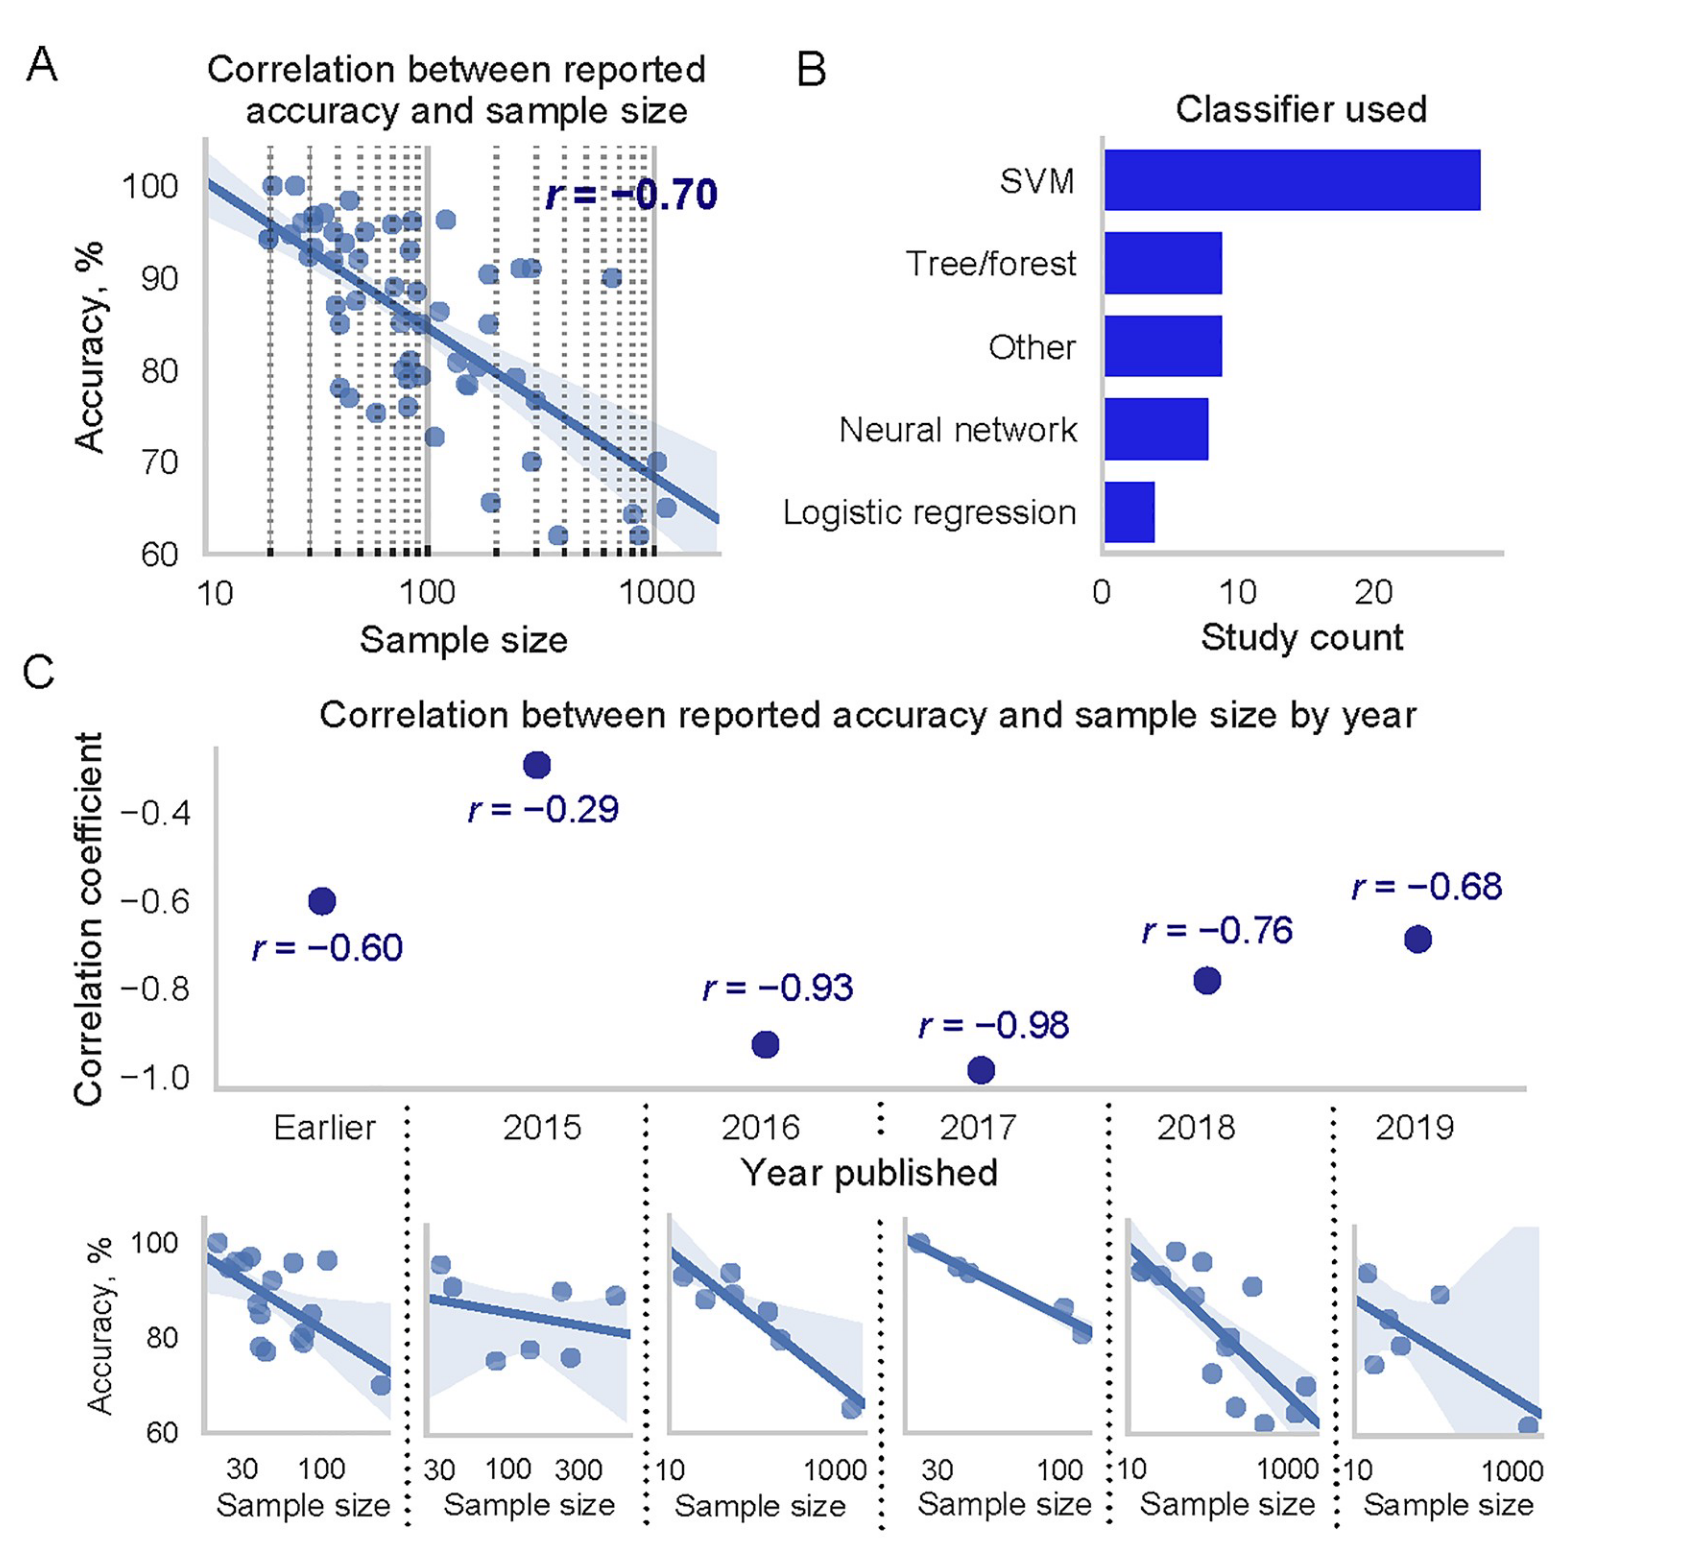 A
Correlation between reported
accuracy and sample size
r = −0.70
Accuracy, %
100
90
80
70
60
10 100 1000
Sample size
B
Classifier used
SVM
Tree/forest
Other
Neural network
Logistic regression
0 10 20
Study count
C
Correlation between reported accuracy and sample size by year
Correlation coefficient
−0.4
−0.6
−0.8
−1.0
r = −0.60
r = −0.29
r = −0.93
r = −0.98
r = −0.76
r = −0.68
Earlier 2015 2016 2017 2018 2019
Year published
Accuracy, %
100
80
60
30 100
Sample size
30 100 300
Sample size
10 1000
Sample size
30 100
Sample size
10 1000
Sample size
10 1000
Sample size